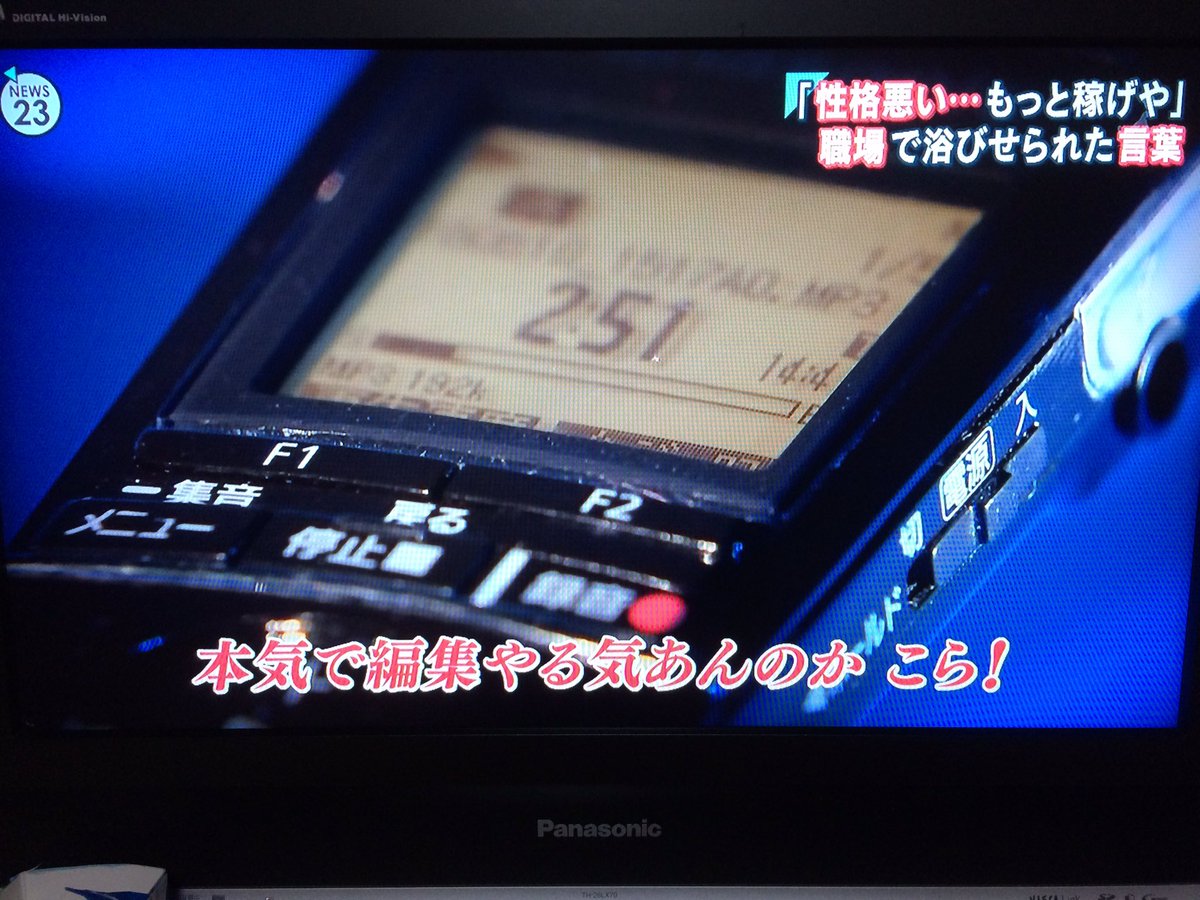 DIGITAL Hi-Vision
NEWS
23
「性格悪い…もっと稼げや」
職場で浴びせられた言葉
2:51
MP3 192k
F1
F2
集音
メニュー
戻る
停止
電源
入
切
本気で編集やる気あんのか こら!
Panasonic